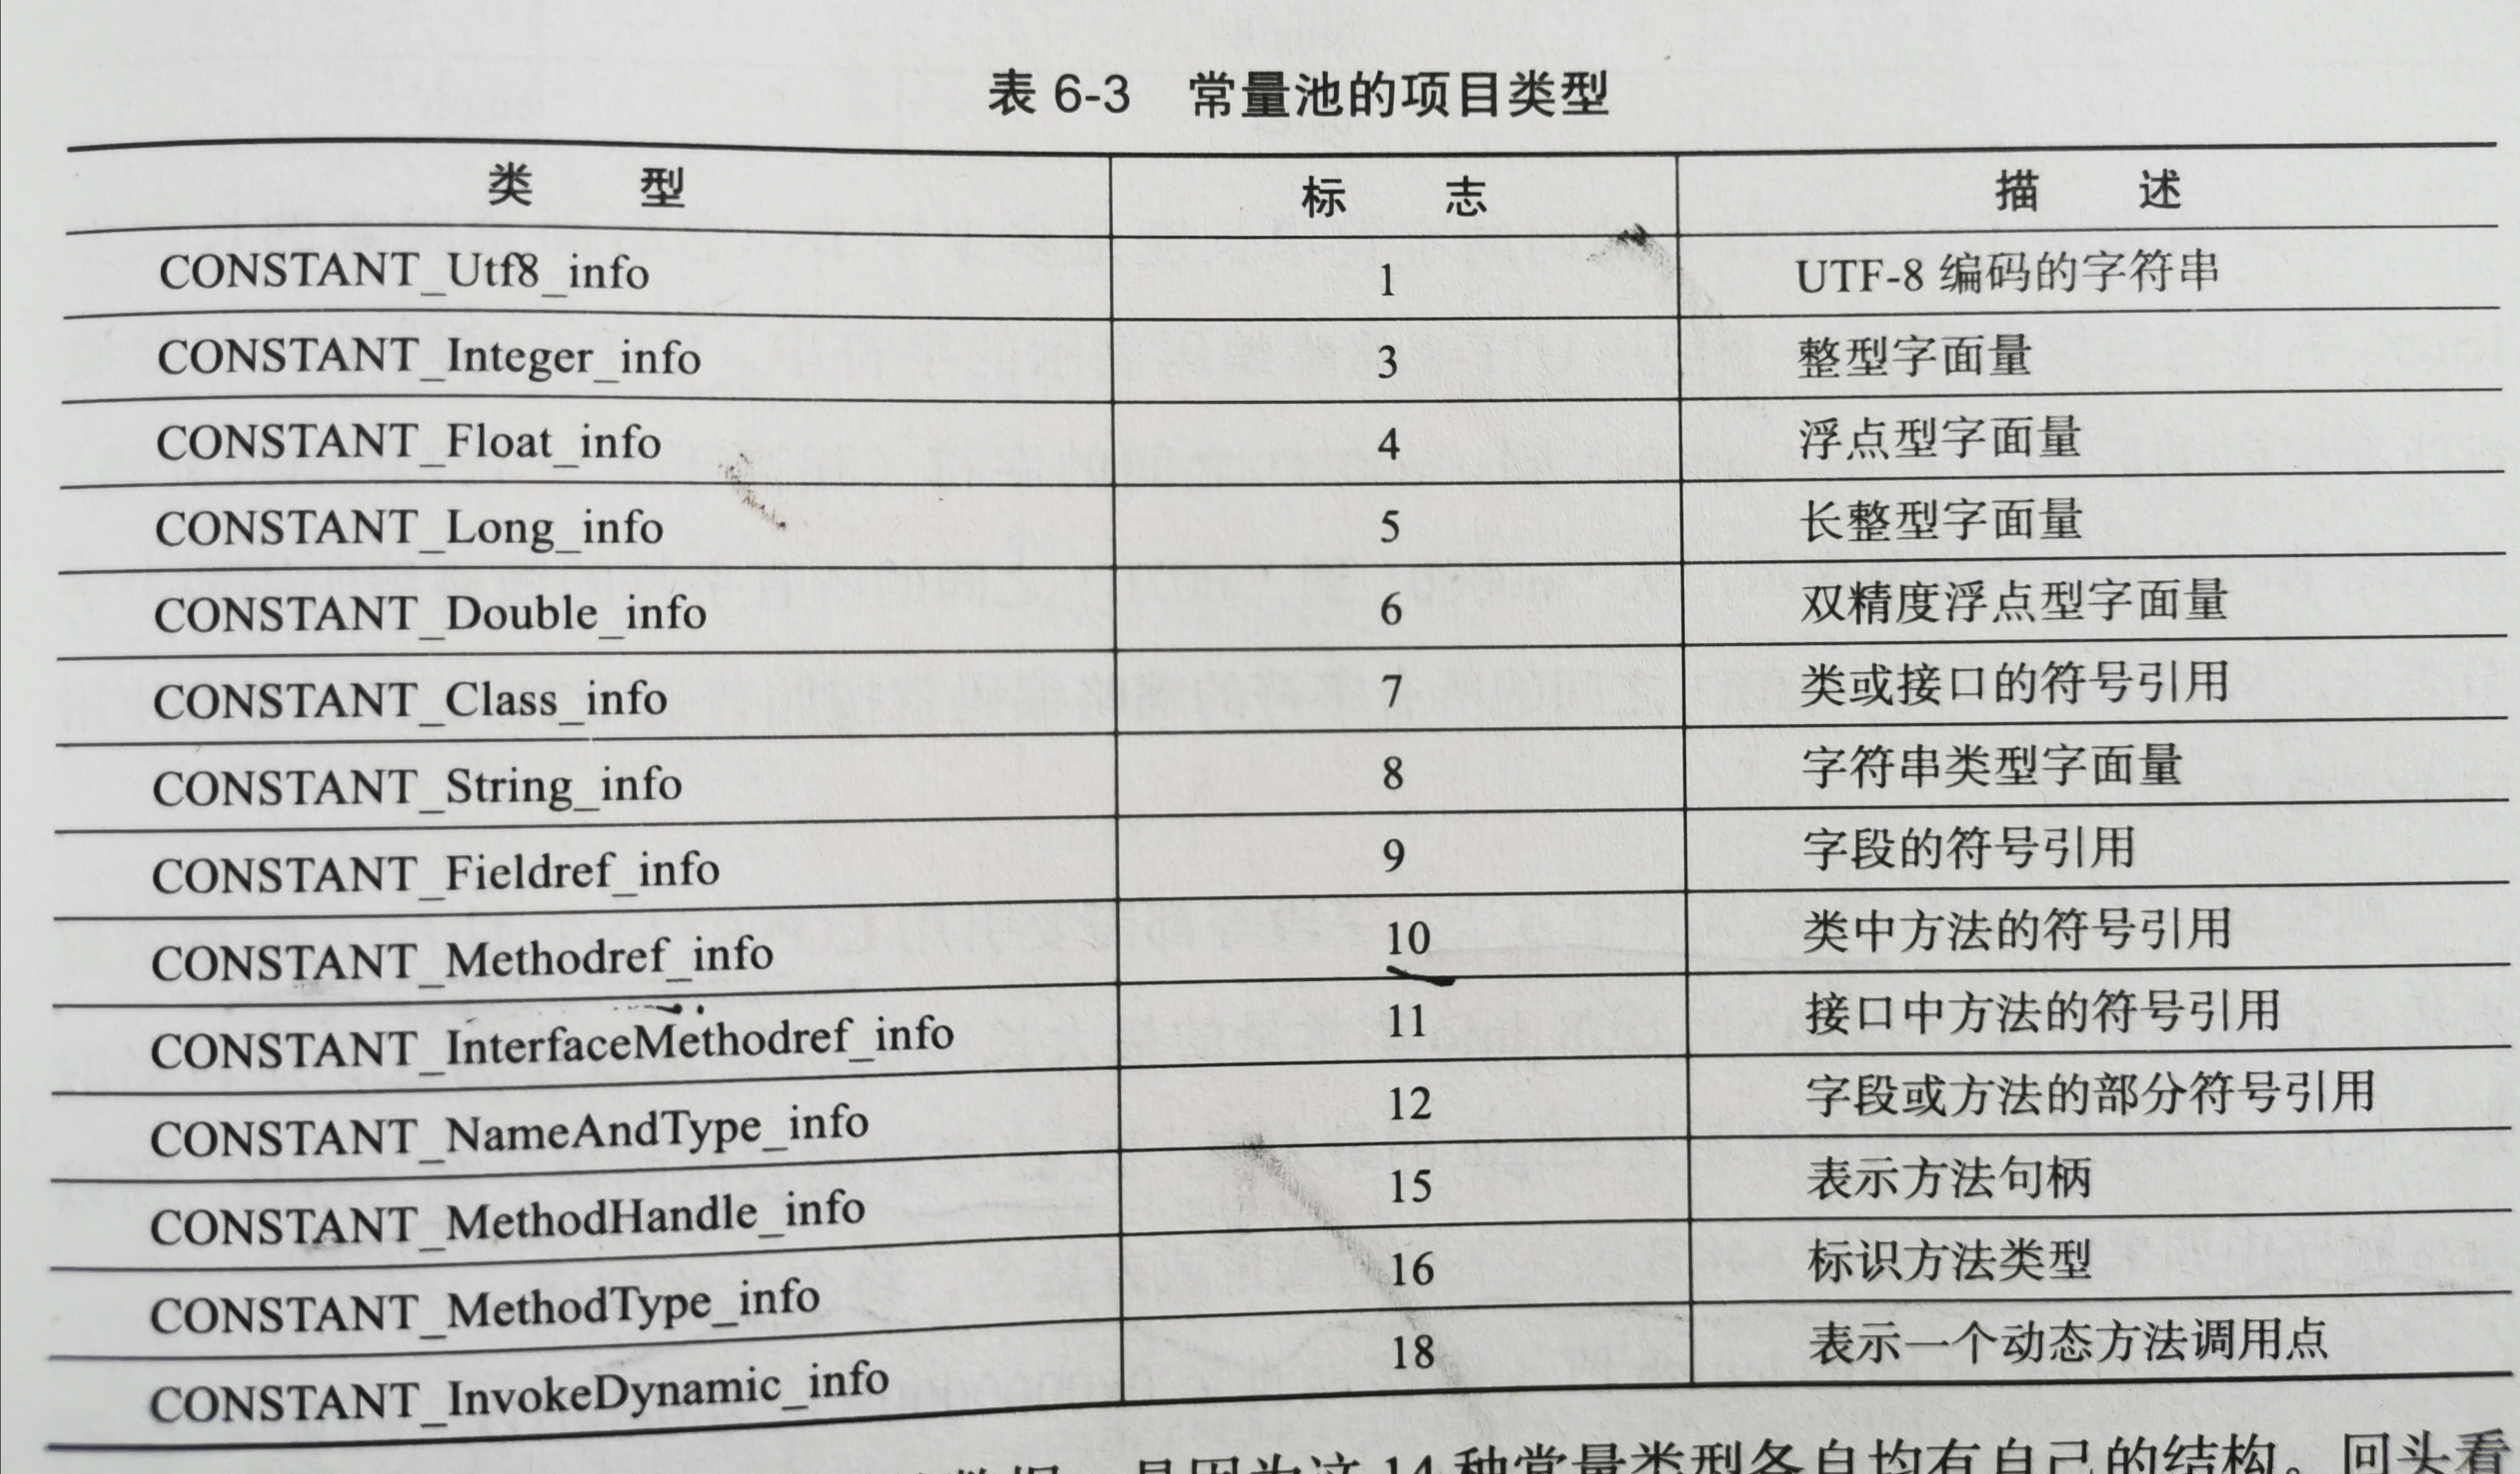 表 6-3 常量池的项目类型
类 型 标 志 描 述
CONSTANT_Utf8_info 1 UTF-8 编码的字符串
CONSTANT_Integer_info 3 整型字面量
CONSTANT_Float_info 4 浮点型字面量
CONSTANT_Long_info 5 长整型字面量
CONSTANT_Double_info 6 双精度浮点型字面量
CONSTANT_Class_info 7 类或接口的符号引用
CONSTANT_String_info 8 字符串类型字面量
CONSTANT_Fieldref_info 9 字段的符号引用
CONSTANT_Methodref_info 10 类中方法的符号引用
CONSTANT_InterfaceMethodref_info 11 接口中方法的符号引用
CONSTANT_NameAndType_info 12 字段或方法的部分符号引用
CONSTANT_MethodHandle_info 15 表示方法句柄
CONSTANT_MethodType_info 16 标识方法类型
CONSTANT_InvokeDynamic_info 18 表示一个动态方法调用点
是因为这 14 种常量类型各自均有自己的结构。回头看